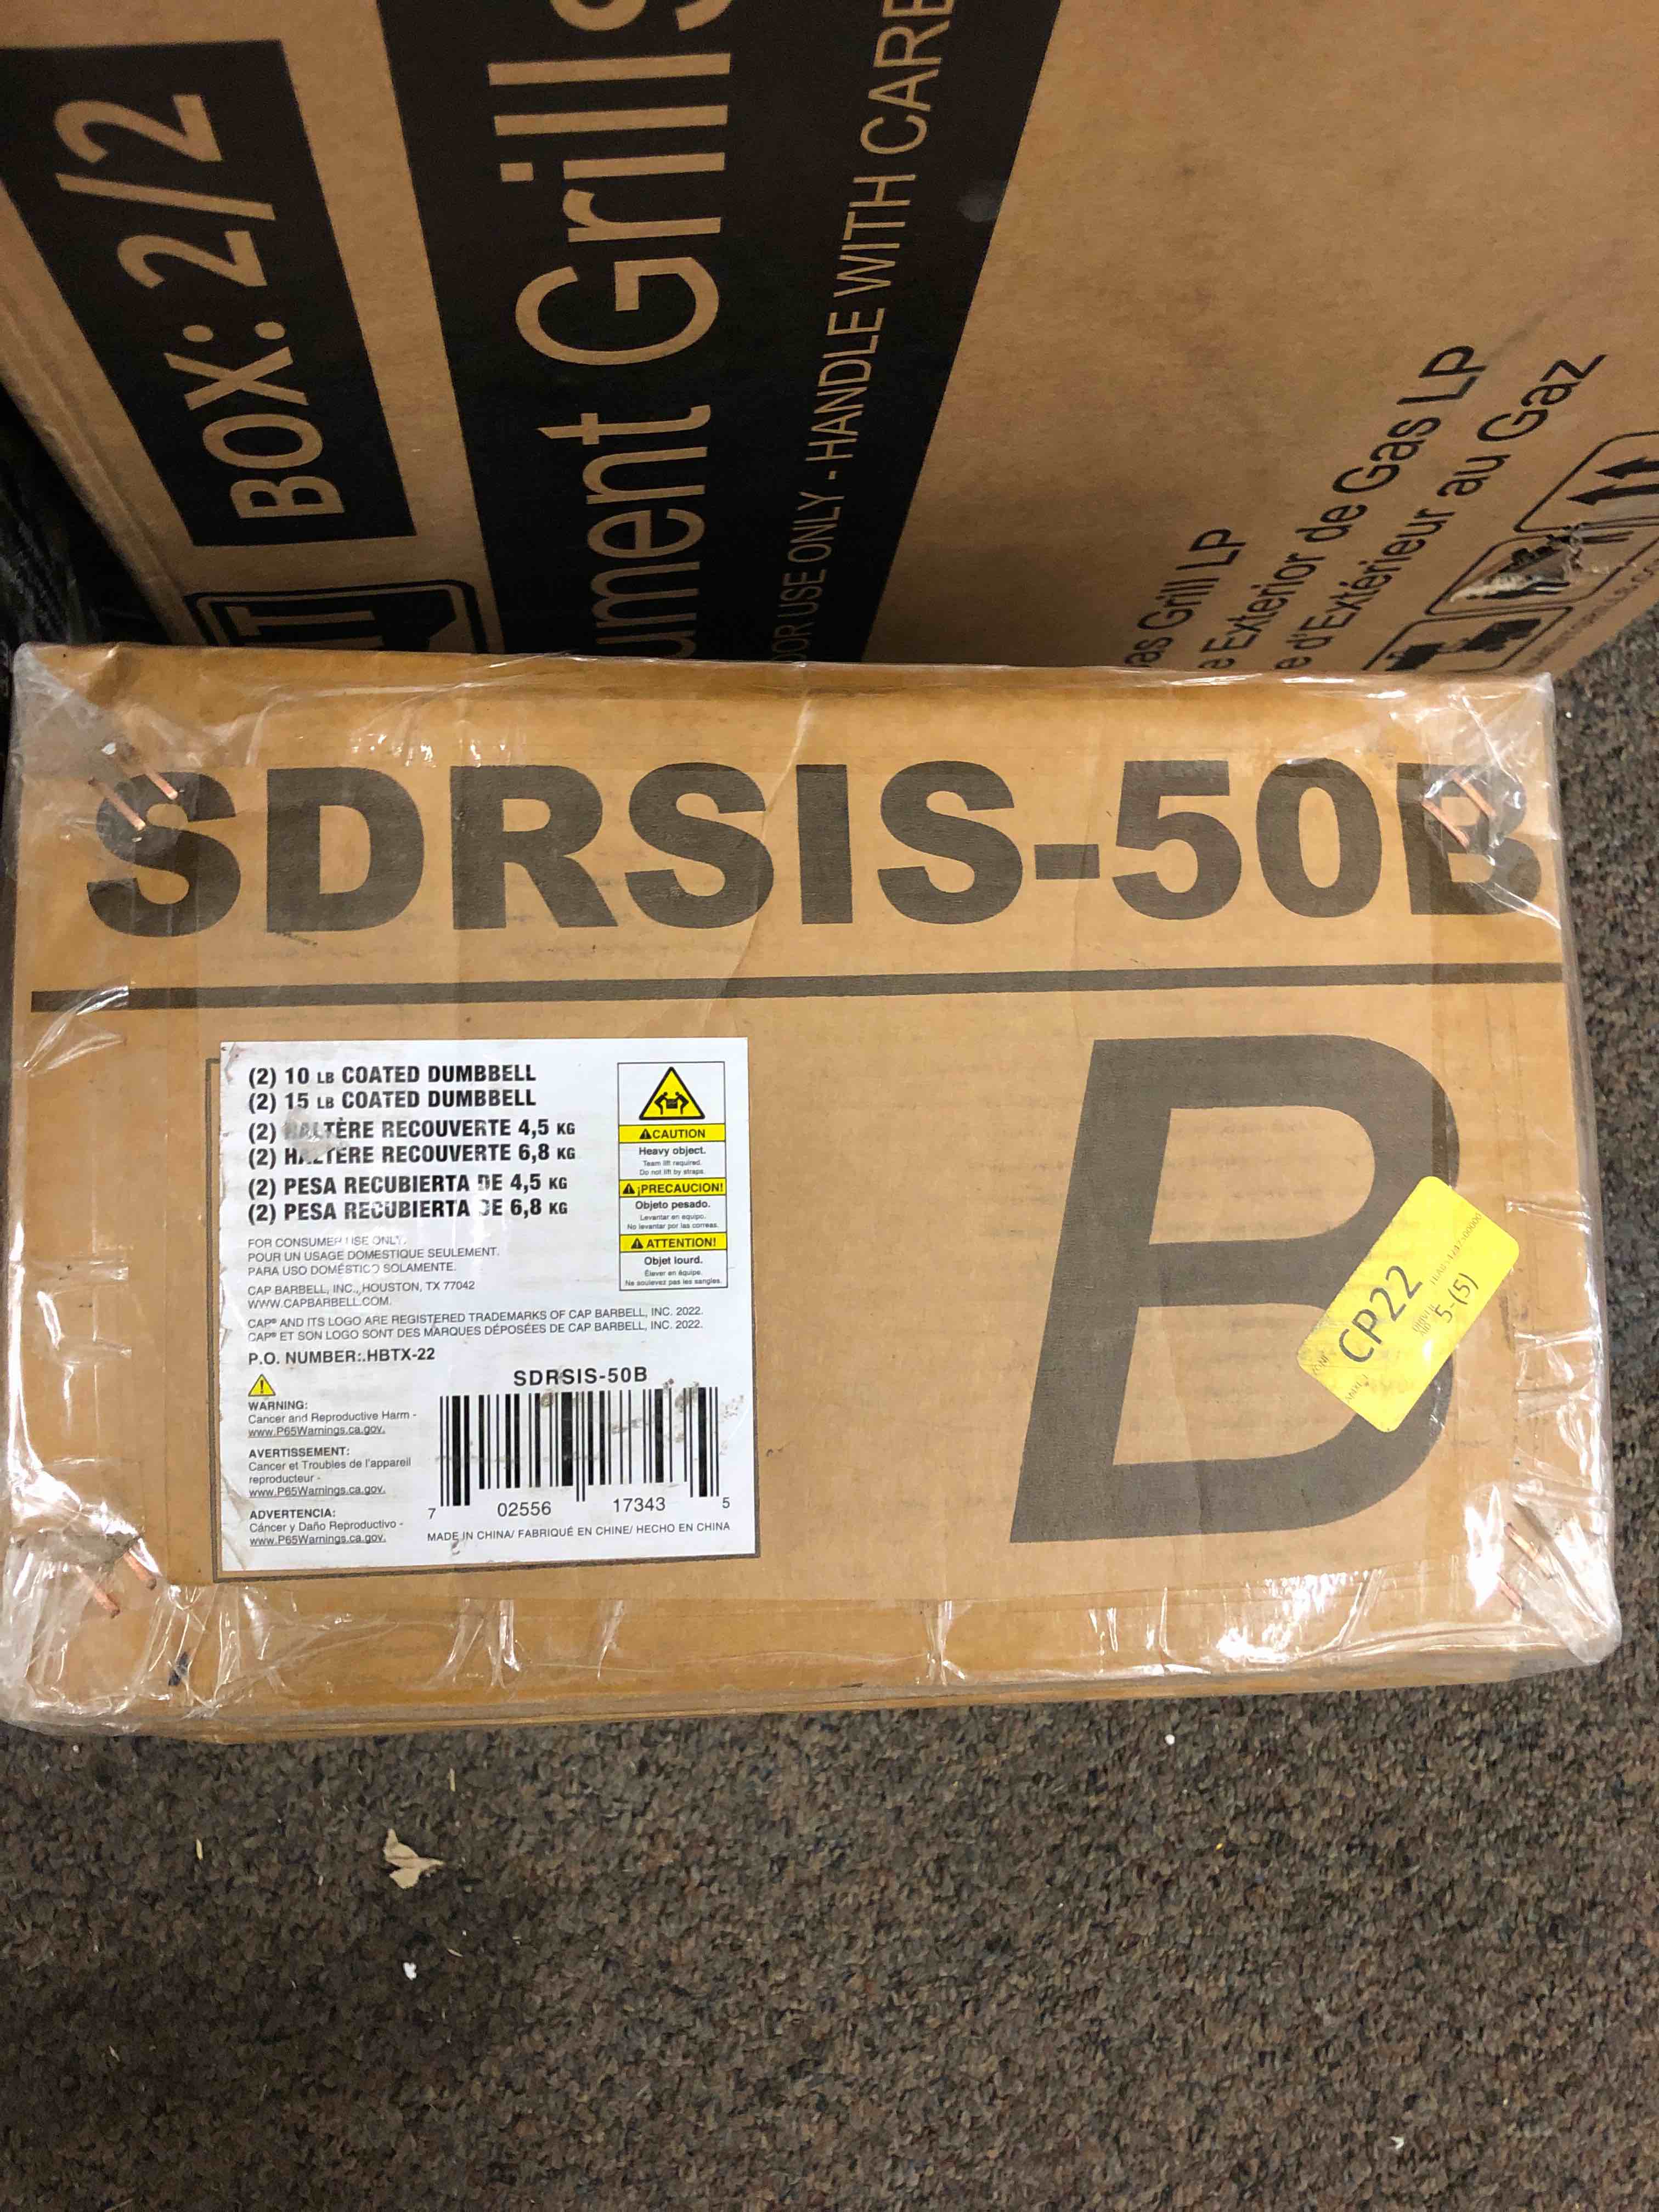 BOX: 2/2
ument Grills
USE ONLY - HANDLE WITH CARE
as Grill LP
e Exterior de Gas LP
e d'Extérieur au Gaz
SDRSIS-50B
B
(2) 10 LB COATED DUMBBELL
(2) 15 LB COATED DUMBBELL
(2) HALTÈRE RECOUVERTE 4,5 KG
(2) HALTÈRE RECOUVERTE 6,8 KG
(2) PESA RECUBIERTA DE 4,5 KG
(2) PESA RECUBIERTA DE 6,8 KG
FOR CONSUMER USE ONLY.
POUR UN USAGE DOMESTIQUE SEULEMENT.
PARA USO DOMÉSTICO SOLAMENTE.
CAP BARBELL, INC., HOUSTON, TX 77042
WWW.CAPBARBELL.COM.
CAP® AND ITS LOGO ARE REGISTERED TRADEMARKS OF CAP BARBELL, INC. 2022.
CAP® ET SON LOGO SONT DES MARQUES DÉPOSÉES DE CAP BARBELL, INC. 2022.
P.O. NUMBER:.HBTX-22
WARNING:
Cancer and Reproductive Harm -
www.P65Warnings.ca.gov.
AVERTISSEMENT:
Cancer et Troubles de l'appareil
reproducteur -
www.P65Warnings.ca.gov.
ADVERTENCIA:
Cáncer y Daño Reproductivo -
www.P65Warnings.ca.gov.
CAUTION
Heavy object.
Team lift required.
Do not lift by straps.
¡PRECAUCION!
Objeto pesado.
Levantar en equipo.
No levantar por las correas.
ATTENTION!
Objet lourd.
Élever en équipe.
Ne soulevez pas les sangles.
SDRSIS-50B
7 02556 17343 5
MADE IN CHINA/ FABRIQUÉ EN CHINE/ HECHO EN CHINA
CP22
5-(5)